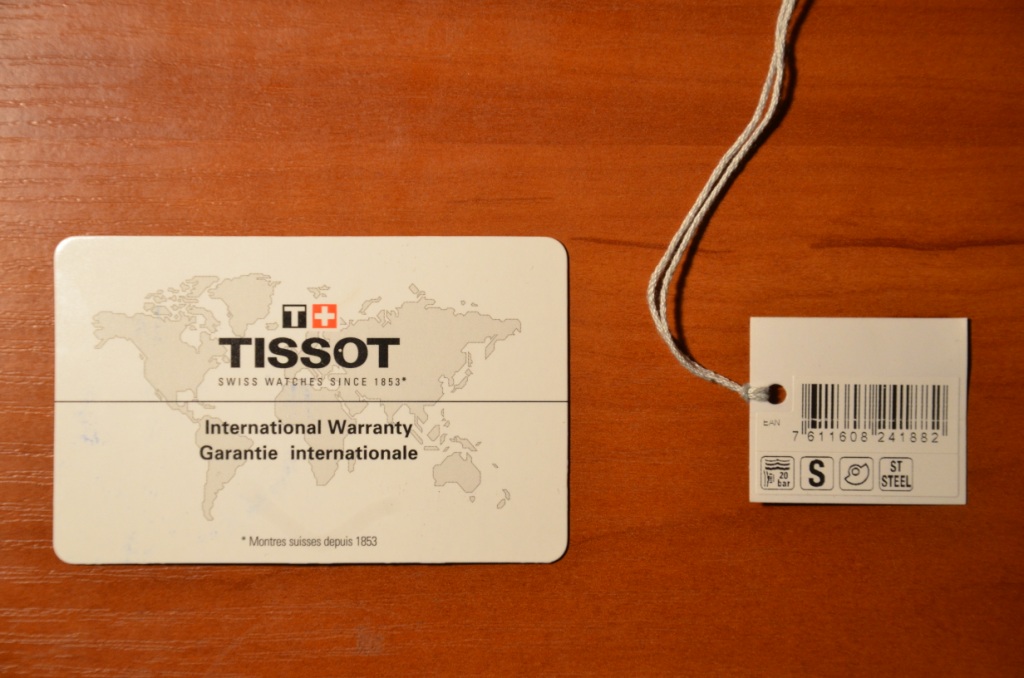 T+
TISSOT
SWISS WATCHES SINCE 1853*
International Warranty
Garantie internationale
* Montres suisses depuis 1853
EAN
7 611608 241882
20
bar
S
ST
STEEL